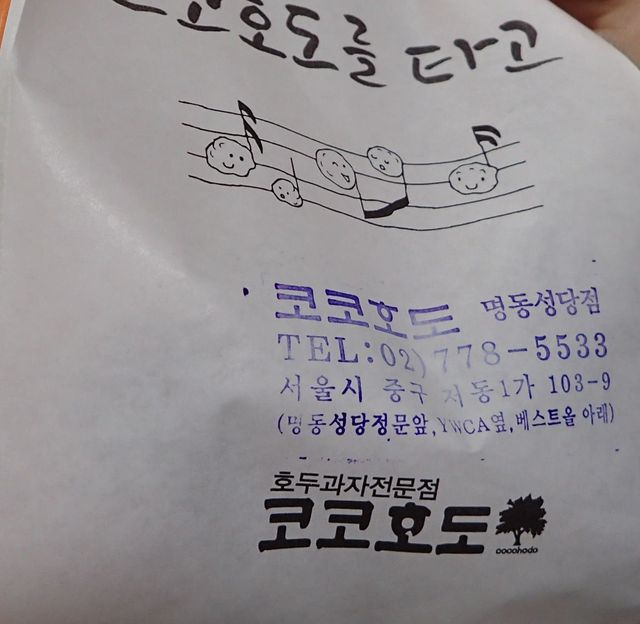 코호도를 타고
코코호도 명동성당점
TEL:02)778-5533
서울시 중구 저동1가 103-9
(명동성당정문앞,YWCA옆,베스트올 아래)
호두과자전문점
코코호도
cocohodo